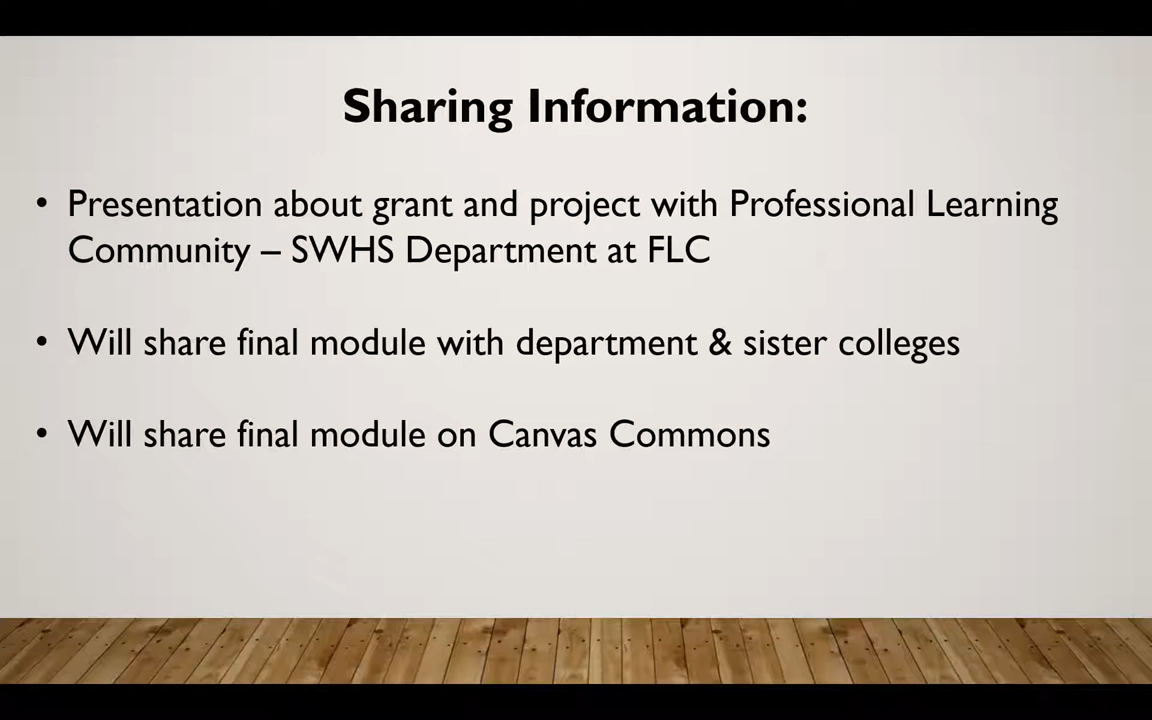 Sharing Information:
• Presentation about grant and project with Professional Learning
Community – SWHS Department at FLC
• Will share final module with department & sister colleges
• Will share final module on Canvas Commons